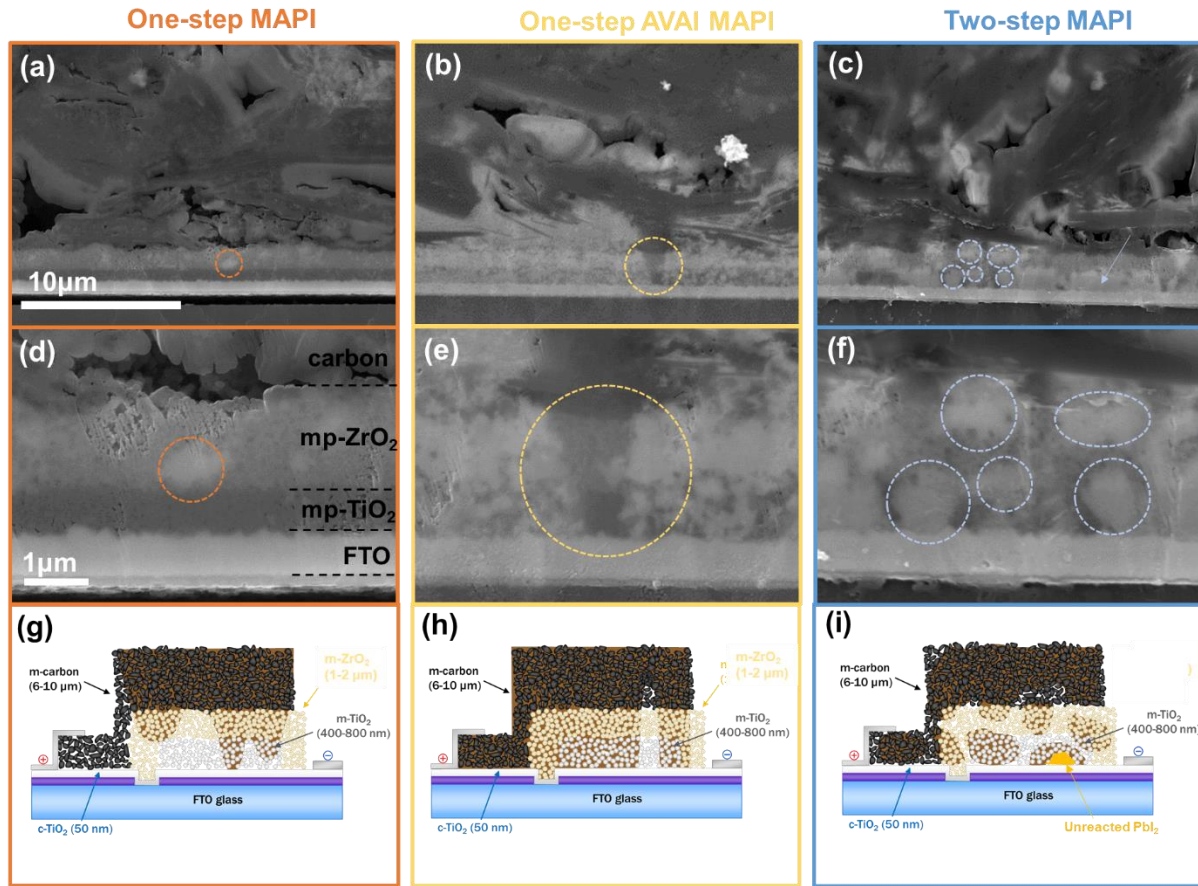 One-step MAPI
One-step AVAI MAPI
Two-step MAPI
(a)
10µm
(b)
(c)
(d)
carbon
mp-ZrO₂
mp-TiO₂
FTO
1µm
(e)
(f)
(g)
m-carbon
(6-10 µm)
m-ZrO₂
(1-2 µm)
m-TiO₂
(400-800 nm)
+
−
FTO glass
c-TiO₂ (50 nm)
(h)
m-carbon
(6-10 µm)
m-ZrO₂
(1-2 µm)
m-TiO₂
(400-800 nm)
+
−
FTO glass
c-TiO₂ (50 nm)
(i)
m-carbon
(6-10 µm)
)
m-TiO₂
(400-800 nm)
+
−
FTO glass
c-TiO₂ (50 nm)
Unreacted PbI₂